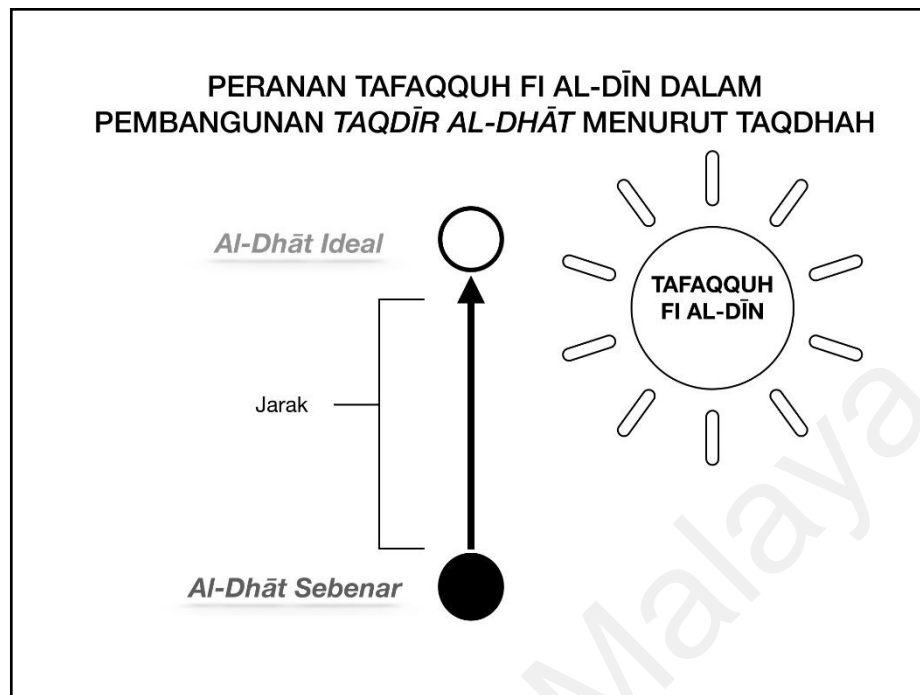 PERANAN TAFAQQUH FI AL-DĪN DALAM
PEMBANGUNAN TAQDĪR AL-DHĀT MENURUT TAQDHAH
Al-Dhāt Ideal
TAFAQQUH
FI AL-DĪN
Jarak
Al-Dhāt Sebenar
Malaya